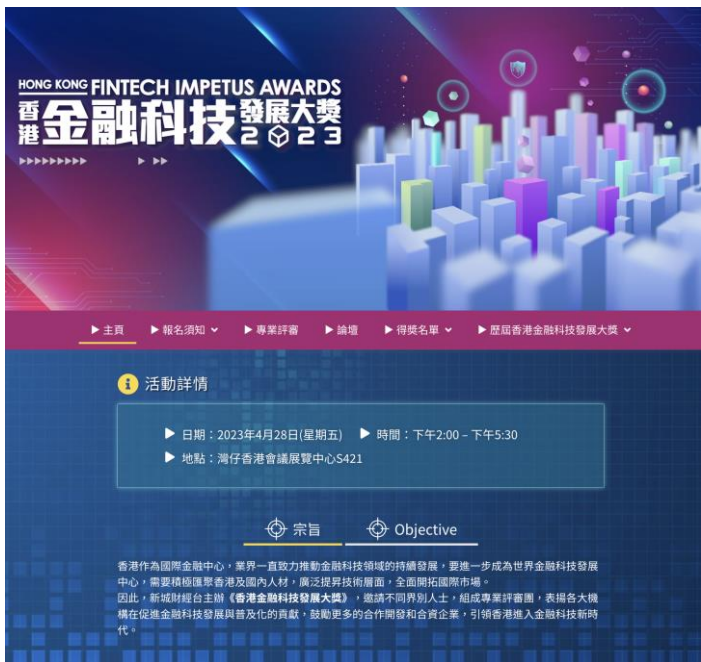 HONG KONG FINTECH IMPETUS AWARDS
香港金融科技發展大獎
2023
主頁 報名須知 專業評審 論壇 得獎名單 歷屆香港金融科技發展大獎
活動詳情
日期：2023年4月28日(星期五) 時間：下午2:00 – 下午5:30
地點：灣仔香港會議展覽中心S421
宗旨 Objective
香港作為國際金融中心，業界一直致力推動金融科技領域的持續發展，要進一步成為世界金融科技發展
中心，需要積極匯聚香港及國內人材，廣泛提昇技術層面，全面開拓國際市場。
因此，新城財經台主辦《香港金融科技發展大獎》，邀請不同界別人士，組成專業評審團，表揚各大機
構在促進金融科技發展與普及化的貢獻，鼓勵更多的合作開發和合資企業，引領香港進入金融科技新時
代。